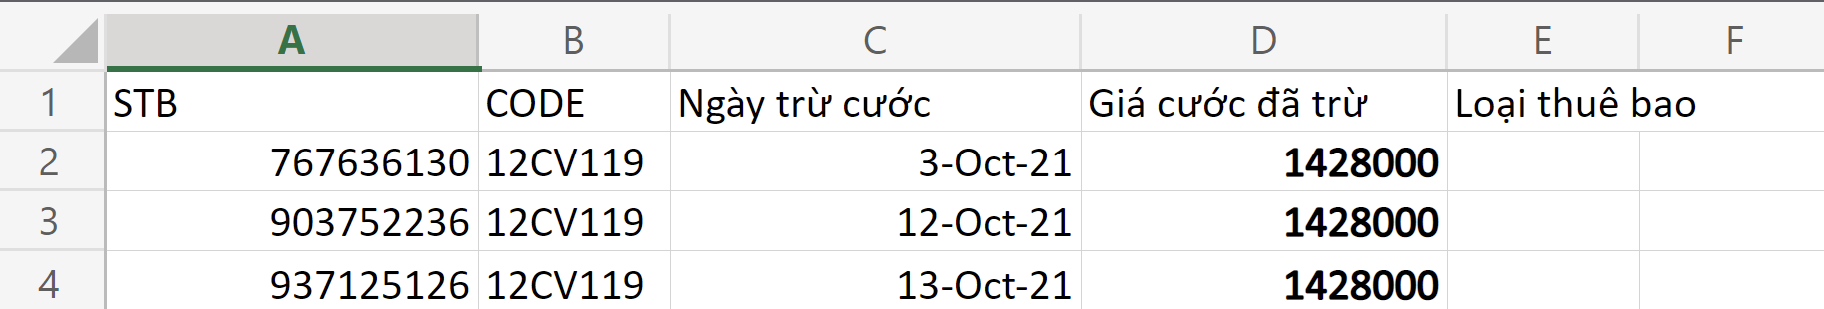 A B C D E F
1 STB CODE Ngày trừ cước Giá cước đã trừ Loại thuê bao
2 767636130 12CV119 3-Oct-21 1428000
3 903752236 12CV119 12-Oct-21 1428000
4 937125126 12CV119 13-Oct-21 1428000